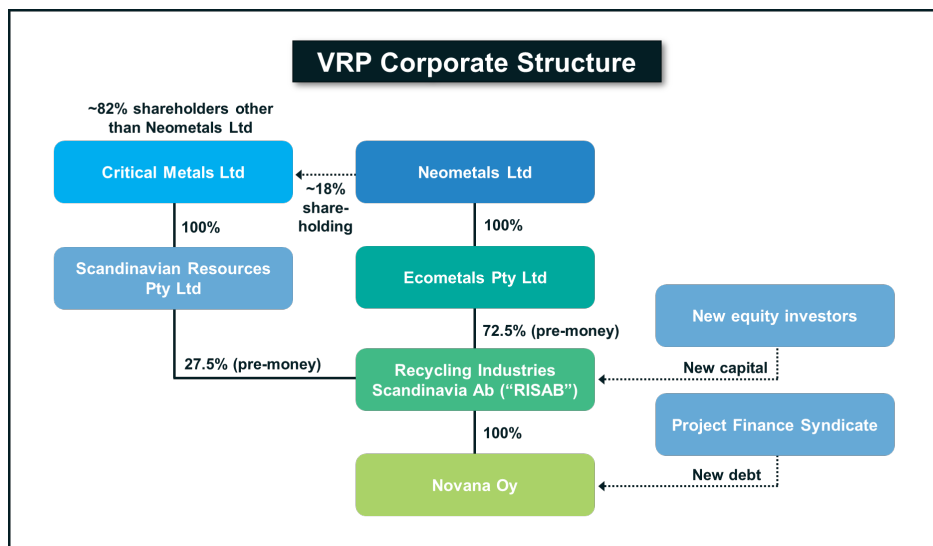 VRP Corporate Structure
~82% shareholders other
than Neometals Ltd
Critical Metals Ltd
Neometals Ltd
~18%
share-
holding
100%
100%
Scandinavian Resources
Pty Ltd
Ecometals Pty Ltd
New equity investors
72.5% (pre-money)
27.5% (pre-money)
New capital
Recycling Industries
Scandinavia Ab (“RISAB”)
Project Finance Syndicate
100%
New debt
Novana Oy